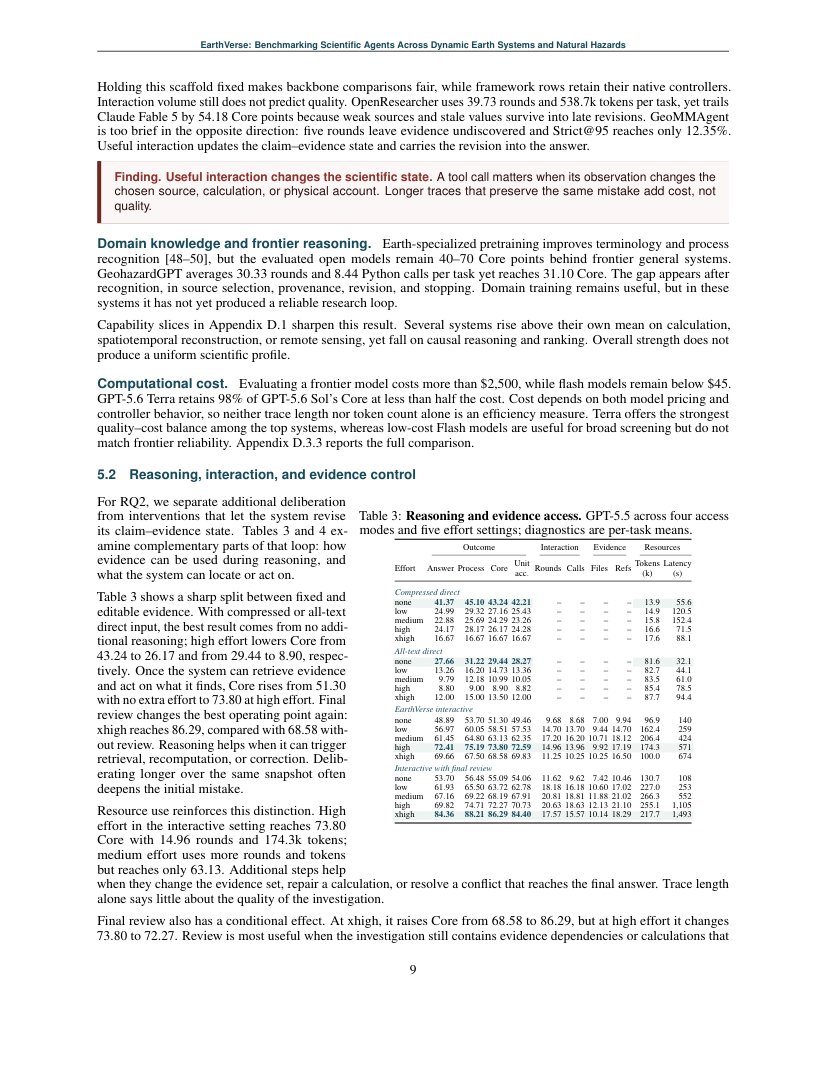 EarthVerse: Benchmarking Scientific Agents Across Dynamic Earth Systems and Natural Hazards
Holding this scaffold fixed makes backbone comparisons fair, while framework rows retain their native controllers.
Interaction volume still does not predict quality. OpenResearcher uses 39.73 rounds and 538.7k tokens per task, yet trails
Claude Fable 5 by 54.18 Core points because weak sources and stale values survive into late revisions. GeoMMAgent
is too brief in the opposite direction: five rounds leave evidence undiscovered and Strict@95 reaches only 12.35%.
Useful interaction updates the claim–evidence state and carries the revision into the answer.
Finding. Useful interaction changes the scientific state. A tool call matters when its observation changes the
chosen source, calculation, or physical account. Longer traces that preserve the same mistake add cost, not
quality.
Domain knowledge and frontier reasoning. Earth-specialized pretraining improves terminology and process
recognition [48–50], but the evaluated open models remain 40–70 Core points behind frontier general systems.
GeohazardGPT averages 30.33 rounds and 8.44 Python calls per task yet reaches 31.10 Core. The gap appears after
recognition, in source selection, provenance, revision, and stopping. Domain training remains useful, but in these
systems it has not yet produced a reliable research loop.
Capability slices in Appendix D.1 sharpen this result. Several systems rise above their own mean on calculation,
spatiotemporal reconstruction, or remote sensing, yet fall on causal reasoning and ranking. Overall strength does not
produce a uniform scientific profile.
Computational cost. Evaluating a frontier model costs more than $2,500, while flash models remain below $45.
GPT-5.6 Terra retains 98% of GPT-5.6 Sol's Core at less than half the cost. Cost depends on both model pricing and
controller behavior, so neither trace length nor token count alone is an efficiency measure. Terra offers the strongest
quality–cost balance among the top systems, whereas low-cost Flash models are useful for broad screening but do not
match frontier reliability. Appendix D.3.3 reports the full comparison.
5.2 Reasoning, interaction, and evidence control
For RQ2, we separate additional deliberation
from interventions that let the system revise
its claim–evidence state. Tables 3 and 4 ex-
amine complementary parts of that loop: how
evidence can be used during reasoning, and
what the system can locate or act on.
Table 3 shows a sharp split between fixed and
editable evidence. With compressed or all-text
direct input, the best result comes from no addi-
tional reasoning; high effort lowers Core from
43.24 to 26.17 and from 29.44 to 8.90, respec-
tively. Once the system can retrieve evidence
and act on what it finds, Core rises from 51.30
with no extra effort to 73.80 at high effort. Final
review changes the best operating point again:
xhigh reaches 86.29, compared with 68.58 with-
out review. Reasoning helps when it can trigger
retrieval, recomputation, or correction. Delib-
erating longer over the same snapshot often
deepens the initial mistake.
Resource use reinforces this distinction. High
effort in the interactive setting reaches 73.80
Core with 14.96 rounds and 174.3k tokens;
medium effort uses more rounds and tokens
but reaches only 63.13. Additional steps help
Table 3: Reasoning and evidence access. GPT-5.5 across four access
modes and five effort settings; diagnostics are per-task means.
Outcome Interaction Evidence Resources
Effort Answer Process Core Unit acc. Rounds Calls Files Refs Tokens (k) Latency (s)
Compressed direct
none 41.37 45.10 43.24 42.21 – – – – 13.9 55.6
low 24.99 29.32 27.16 25.43 – – – – 14.9 120.5
medium 22.88 25.69 24.29 23.26 – – – – 15.8 152.4
high 24.17 28.17 26.17 24.28 – – – – 16.6 71.5
xhigh 16.67 16.67 16.67 16.67 – – – – 17.6 88.1
All-text direct
none 27.66 31.22 29.44 28.27 – – – – 81.6 32.1
low 13.26 16.20 14.73 13.36 – – – – 82.7 44.1
medium 9.79 12.18 10.99 10.05 – – – – 83.5 61.0
high 8.80 9.00 8.90 8.82 – – – – 85.4 78.5
xhigh 12.00 15.00 13.50 12.00 – – – – 87.7 94.4
EarthVerse interactive
none 48.89 53.70 51.30 49.46 9.68 8.68 7.00 9.94 96.9 140
low 56.97 60.05 58.51 57.53 14.70 13.70 9.44 14.70 162.4 259
medium 61.45 64.80 63.13 62.35 17.20 16.20 10.71 18.12 206.4 424
high 72.41 75.19 73.80 72.59 14.96 13.96 9.92 17.19 174.3 571
xhigh 69.66 67.50 68.58 69.83 11.25 10.25 10.25 16.50 100.0 674
Interactive with final review
none 53.70 56.48 55.09 54.06 11.62 9.62 7.42 10.46 130.7 108
low 61.93 65.50 63.72 62.78 18.18 16.18 10.60 17.02 227.0 253
medium 67.16 69.22 68.19 67.91 20.81 18.81 11.88 21.02 266.3 552
high 69.82 74.71 72.27 70.73 20.63 18.63 12.13 21.10 255.1 1,105
xhigh 84.36 88.21 86.29 84.40 17.57 15.57 10.14 18.29 217.7 1,493
when they change the evidence set, repair a calculation, or resolve a conflict that reaches the final answer. Trace length
alone says little about the quality of the investigation.
Final review also has a conditional effect. At xhigh, it raises Core from 68.58 to 86.29, but at high effort it changes
73.80 to 72.27. Review is most useful when the investigation still contains evidence dependencies or calculations that
9